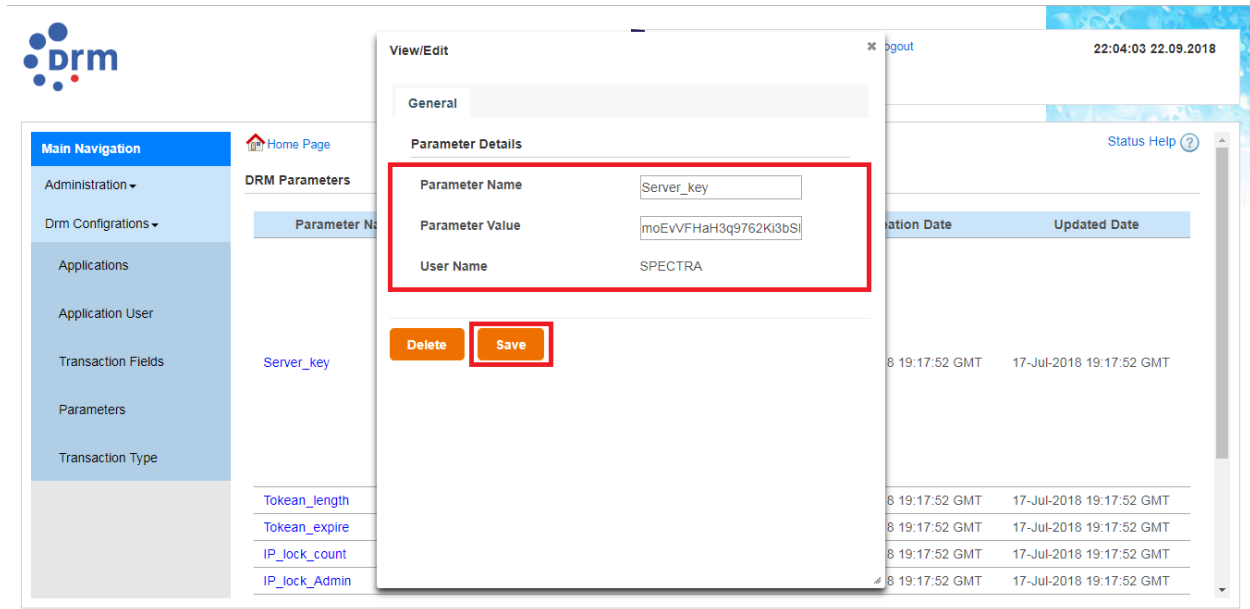 Drm
View/Edit
ogout
22:04:03 22.09.2018
General
Main Navigation
Home Page
Parameter Details
Status Help ?
Administration
DRM Parameters
Parameter Name
Server_key
Drm Configrations
Parameter Na
Parameter Value
ation Date
Updated Date
Applications
User Name
SPECTRA
Application User
Delete
Save
Transaction Fields
Server_key
8 19:17:52 GMT
17-Jul-2018 19:17:52 GMT
Parameters
Transaction Type
Tokean_length
8 19:17:52 GMT
17-Jul-2018 19:17:52 GMT
Tokean_expire
8 19:17:52 GMT
17-Jul-2018 19:17:52 GMT
IP_lock_count
8 19:17:52 GMT
17-Jul-2018 19:17:52 GMT
IP_lock_Admin
8 19:17:52 GMT
17-Jul-2018 19:17:52 GMT